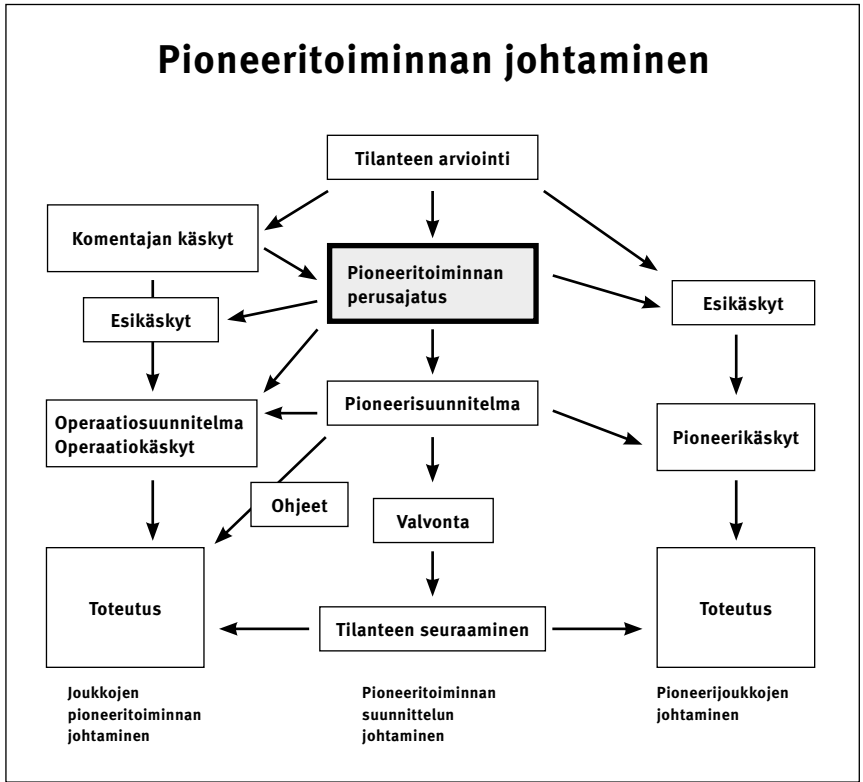 Pioneeritoiminnan johtaminen
Tilanteen arviointi
Komentajan käskyt
Pioneeritoiminnan
perusajatus
Esikäskyt
Esikäskyt
Pioneerisuunnitelma
Operaatiosuunnitelma
Operaatiokäskyt
Pioneerikäskyt
Ohjeet
Valvonta
Toteutus
Tilanteen seuraaminen
Toteutus
Joukkojen
pioneeritoiminnan
johtaminen
Pioneeritoiminnan
suunnittelun
johtaminen
Pioneerijoukkojen
johtaminen